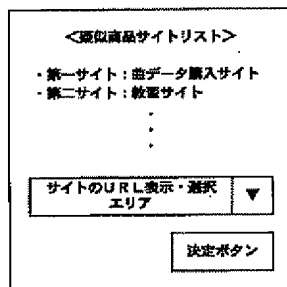 <類似商品サイトリスト>
・第一サイト：曲データ購入サイト
・第二サイト：教習サイト
・
・
・
サイトのURL表示・選択
エリア
▼
決定ボタン